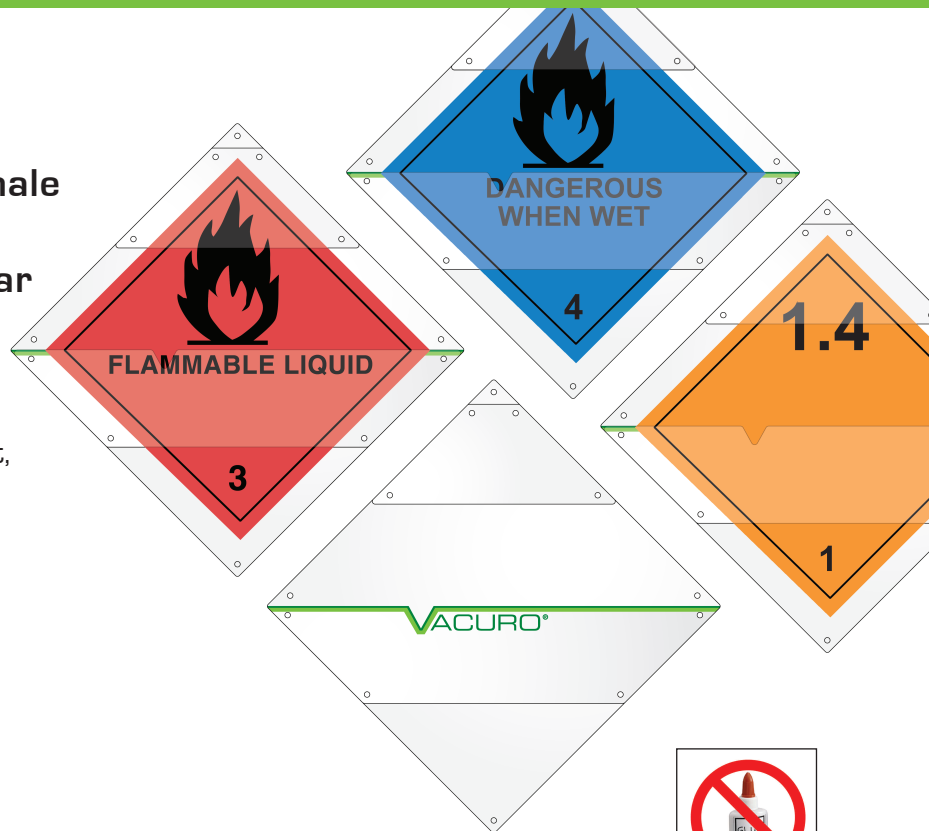 nale
ar
t,
DANGEROUS
WHEN WET
4
FLAMMABLE LIQUID
3
1.4
1
VACURO®